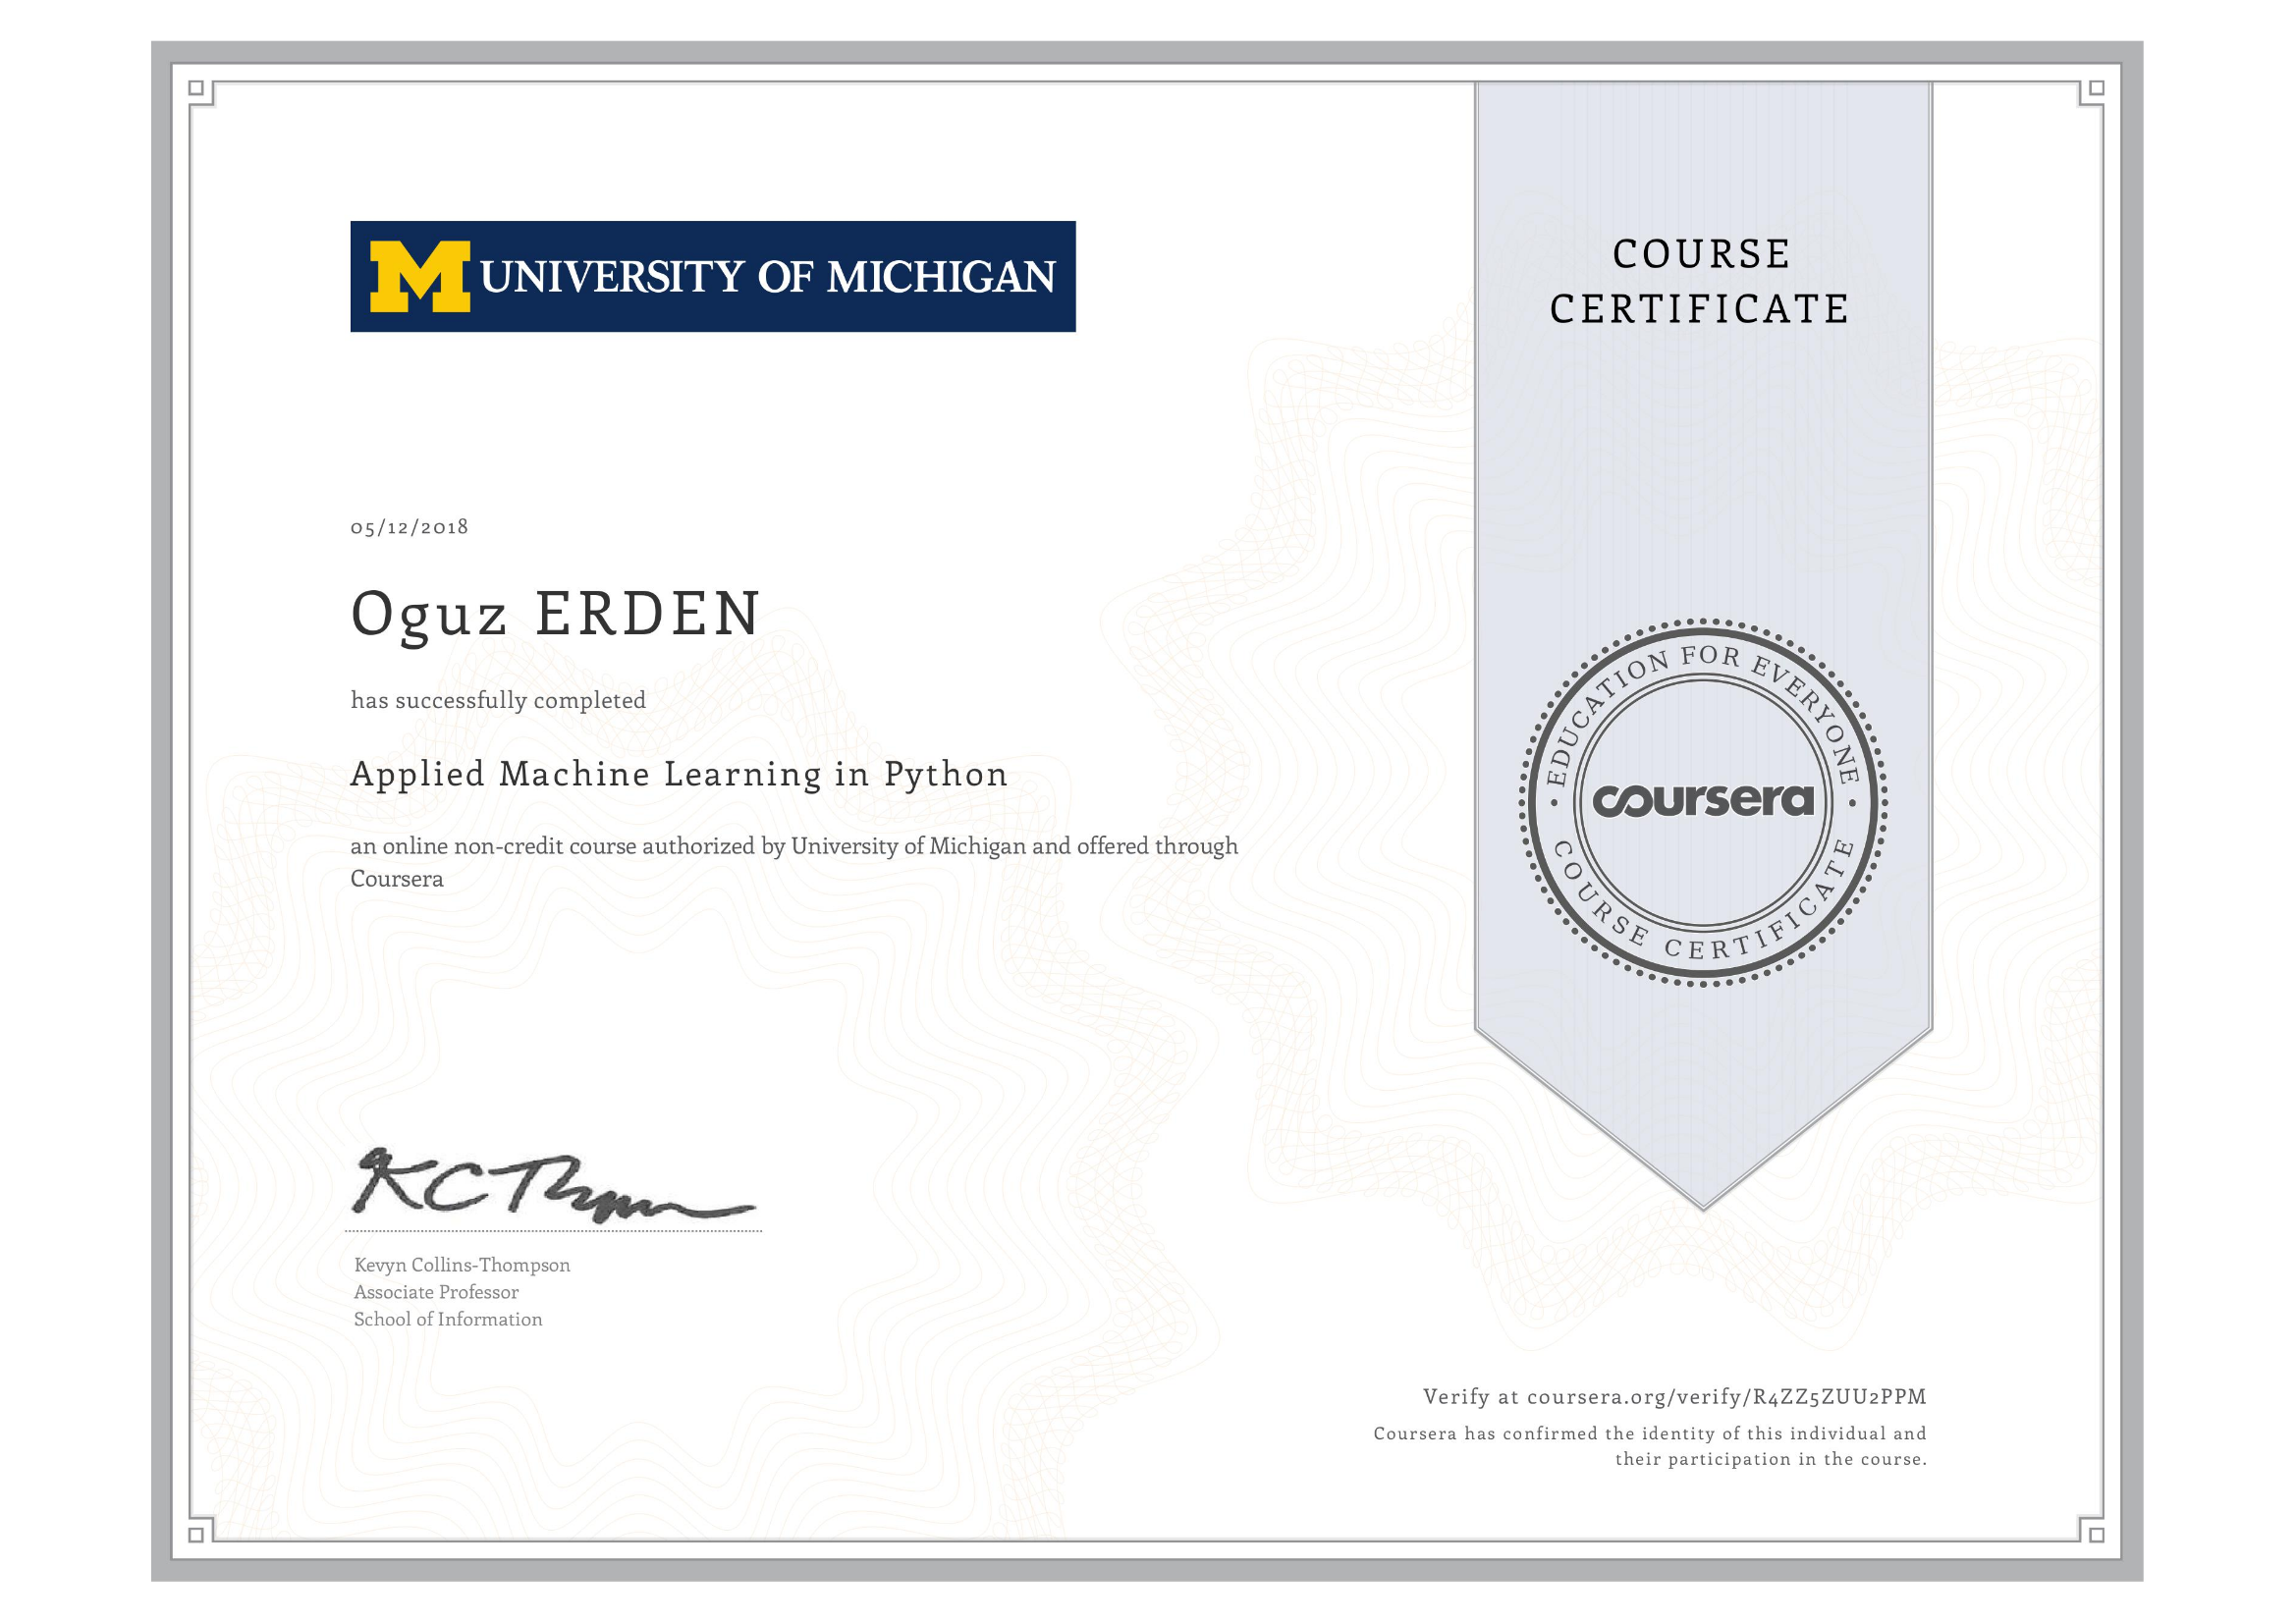 M UNIVERSITY OF MICHIGAN
COURSE
CERTIFICATE
05/12/2018
Oguz ERDEN
has successfully completed
Applied Machine Learning in Python
an online non-credit course authorized by University of Michigan and offered through
Coursera
EDUCATION FOR EVERYONE
coursera
COURSE CERTIFICATE
KC Thompson
Kevyn Collins-Thompson
Associate Professor
School of Information
Verify at coursera.org/verify/R4ZZ5ZUU2PPM
Coursera has confirmed the identity of this individual and
their participation in the course.